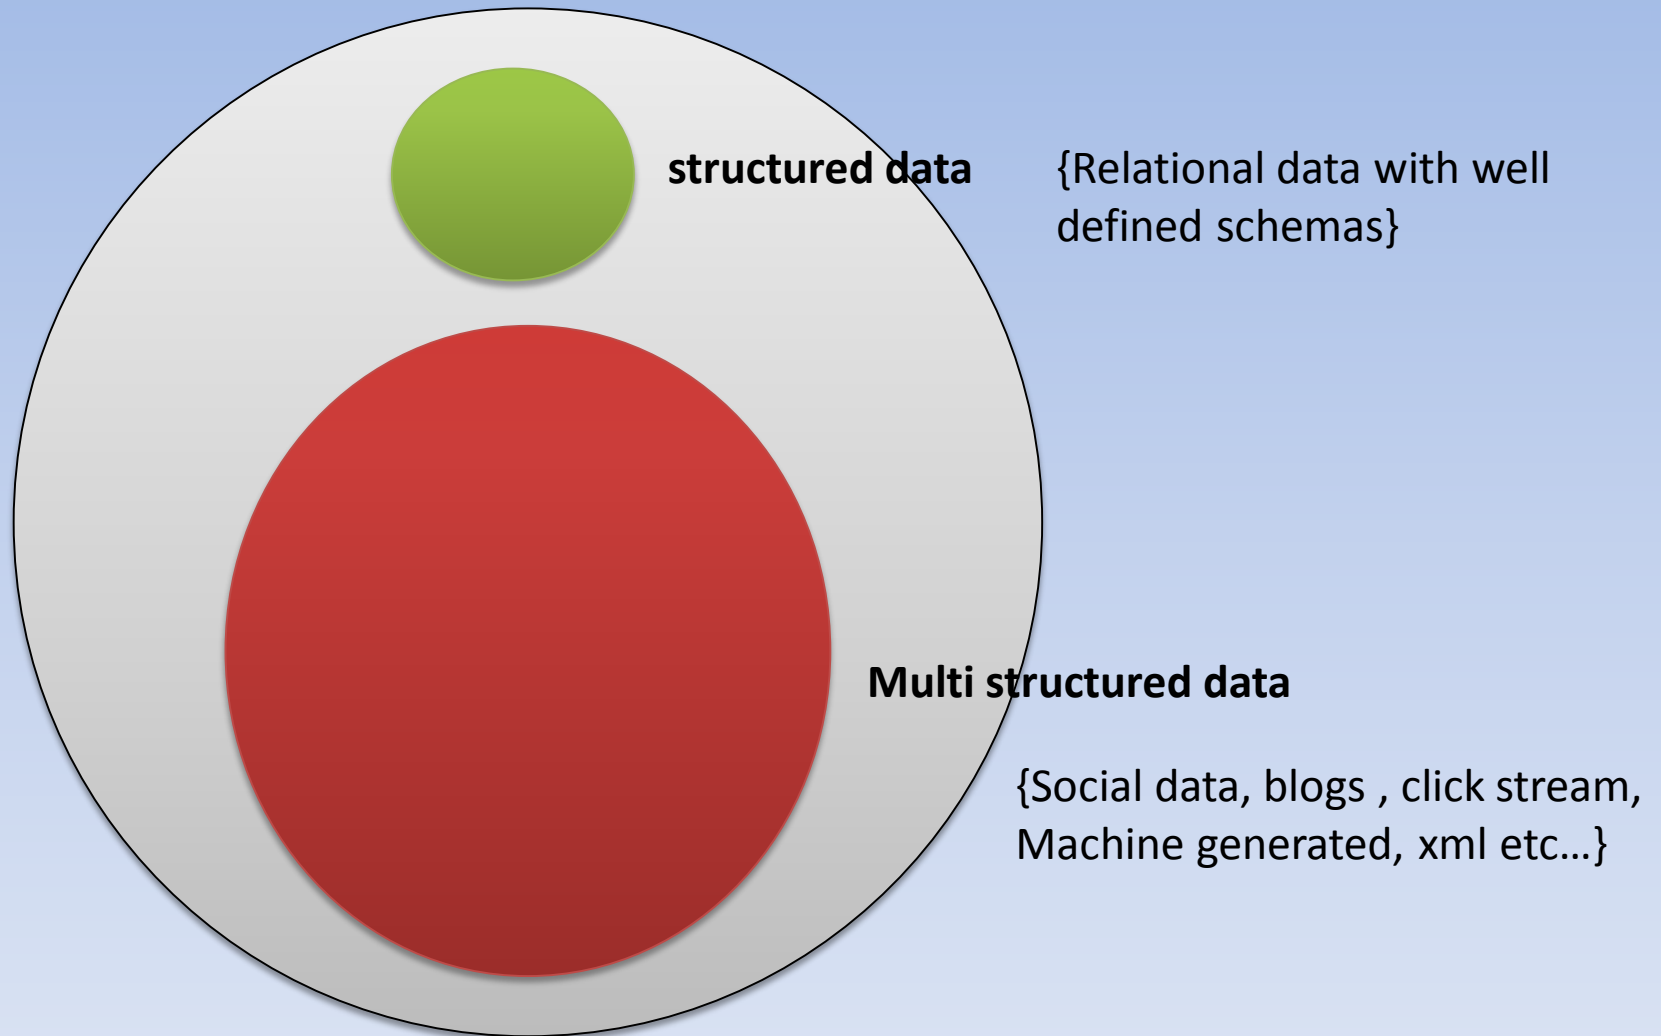 structured data
{Relational data with well
defined schemas}
Multi structured data
{Social data, blogs , click stream,
Machine generated, xml etc…}